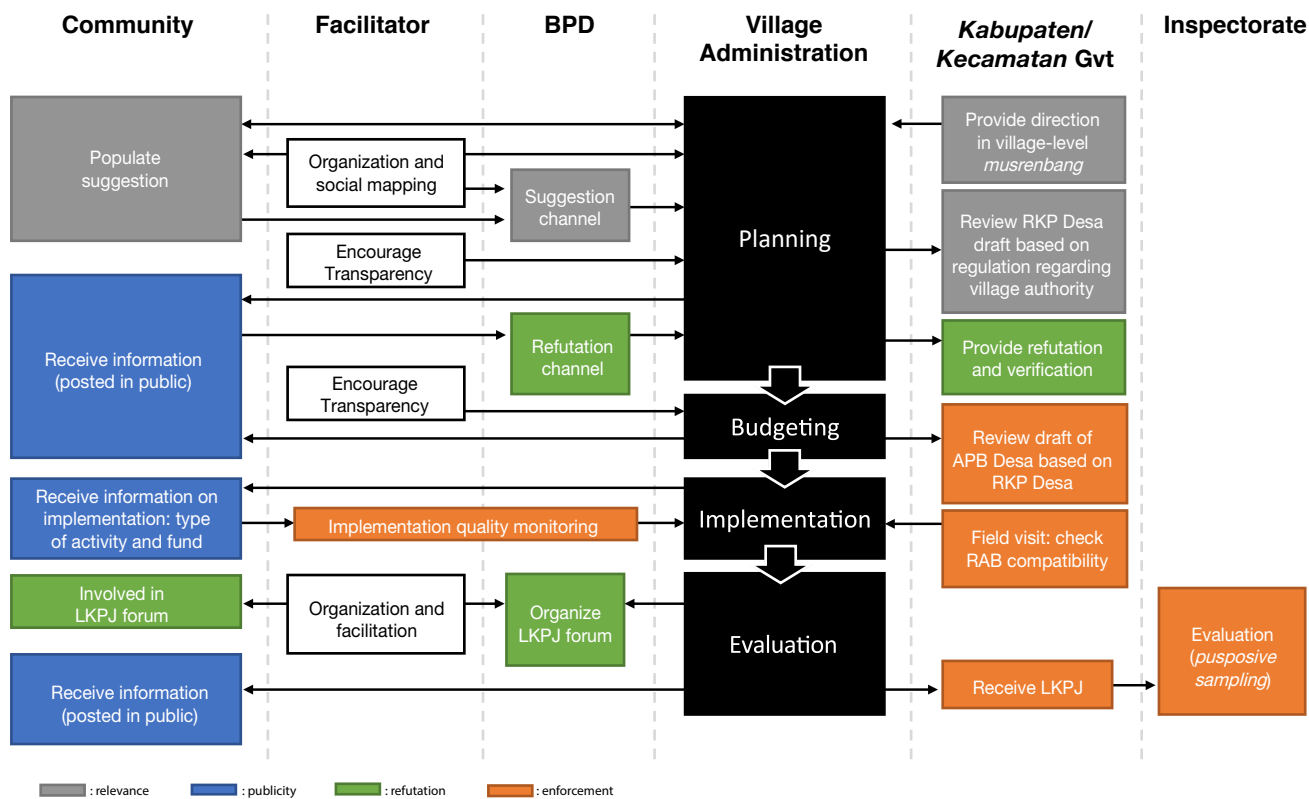 Community
Facilitator
BPD
Village
Administration
Kabupaten/
Kecamatan Gvt
Inspectorate
Populate
suggestion
Organization and
social mapping
Suggestion
channel
Encourage
Transparency
Planning
Provide direction
in village-level
musrenbang
Review RKP Desa
draft based on
regulation regarding
village authority
Receive information
(posted in public)
Refutation
channel
Provide refutation
and verification
Encourage
Transparency
Budgeting
Review draft of
APB Desa based on
RKP Desa
Receive information on
implementation: type
of activity and fund
Implementation quality monitoring
Implementation
Field visit: check
RAB compatibility
Involved in
LKPJ forum
Organization and
facilitation
Organize
LKPJ forum
Evaluation
Evaluation
(pusposive
sampling)
Receive information
(posted in public)
Receive LKPJ
: relevance
: publicity
: refutation
: enforcement